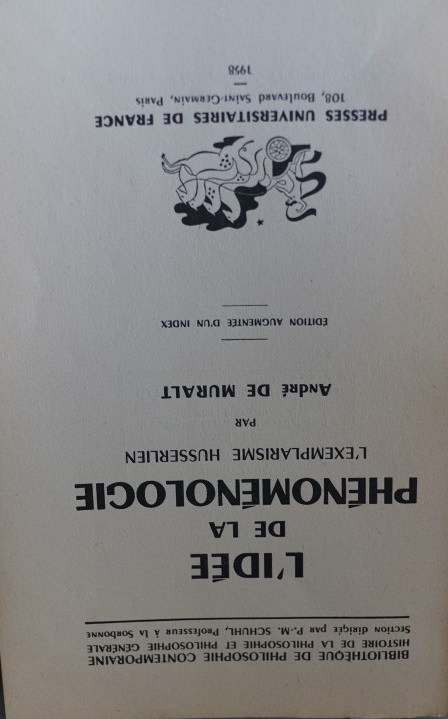 BIBLIOTHÈQUE DE PHILOSOPHIE CONTEMPORAINE
HISTOIRE DE LA PHILOSOPHIE ET PHILOSOPHIE GÉNÉRALE
Section dirigée par P.-M. SCHUHL, Professeur à la Sorbonne
L'IDÉE
DE LA
PHÉNOMÉNOLOGIE
L'EXEMPLARISME HUSSERLIEN
PAR
André DE MURALT
ÉDITION AUGMENTÉE D'UN INDEX
PRESSES UNIVERSITAIRES DE FRANCE
108, Boulevard Saint-Germain, Paris
1958